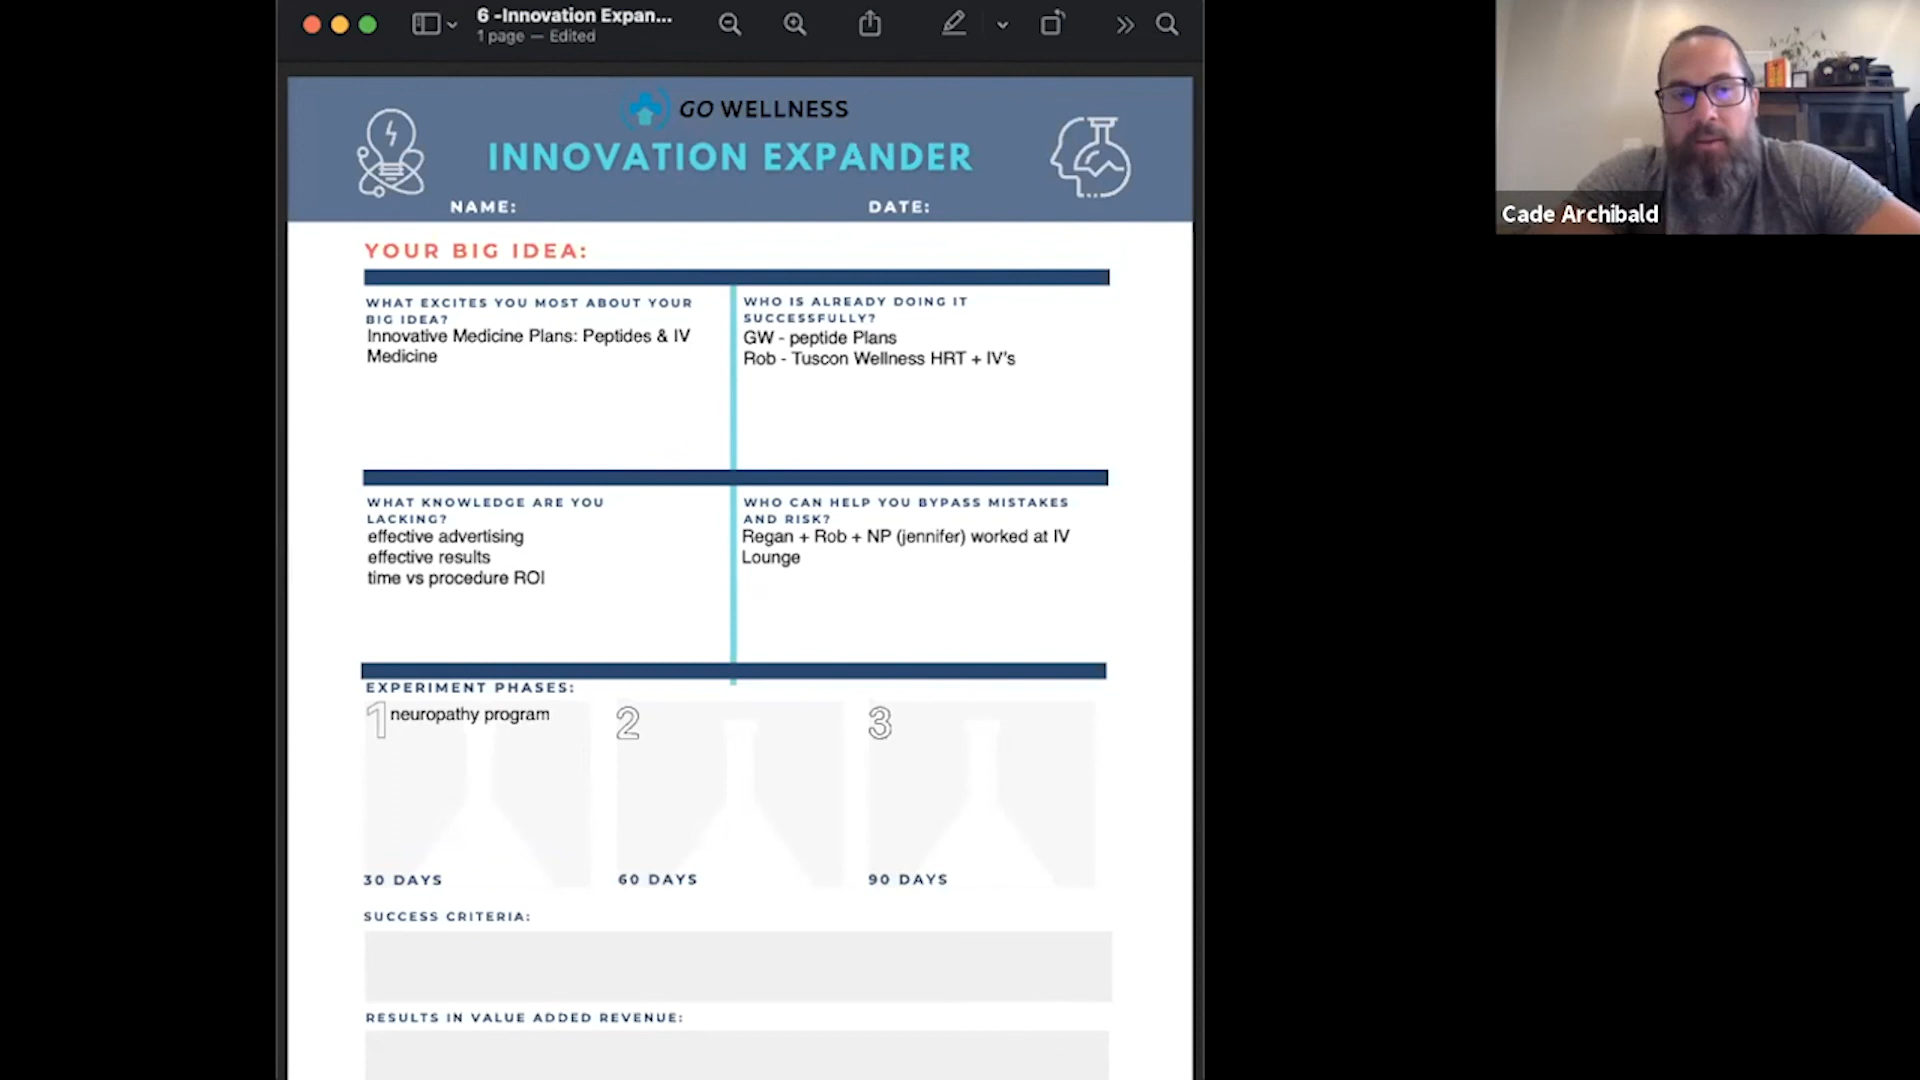 6 -Innovation Expan...
1 page — Edited
GO WELLNESS
INNOVATION EXPANDER
NAME:
DATE:
YOUR BIG IDEA:
WHAT EXCITES YOU MOST ABOUT YOUR
BIG IDEA?
Innovative Medicine Plans: Peptides & IV
Medicine
WHO IS ALREADY DOING IT
SUCCESSFULLY?
GW - peptide Plans
Rob - Tuscon Wellness HRT + IV's
WHAT KNOWLEDGE ARE YOU
LACKING?
effective advertising
effective results
time vs procedure ROI
WHO CAN HELP YOU BYPASS MISTAKES
AND RISK?
Regan + Rob + NP (jennifer) worked at IV
Lounge
EXPERIMENT PHASES:
1 neuropathy program
2
3
30 DAYS
60 DAYS
90 DAYS
SUCCESS CRITERIA:
RESULTS IN VALUE ADDED REVENUE:
Cade Archibald